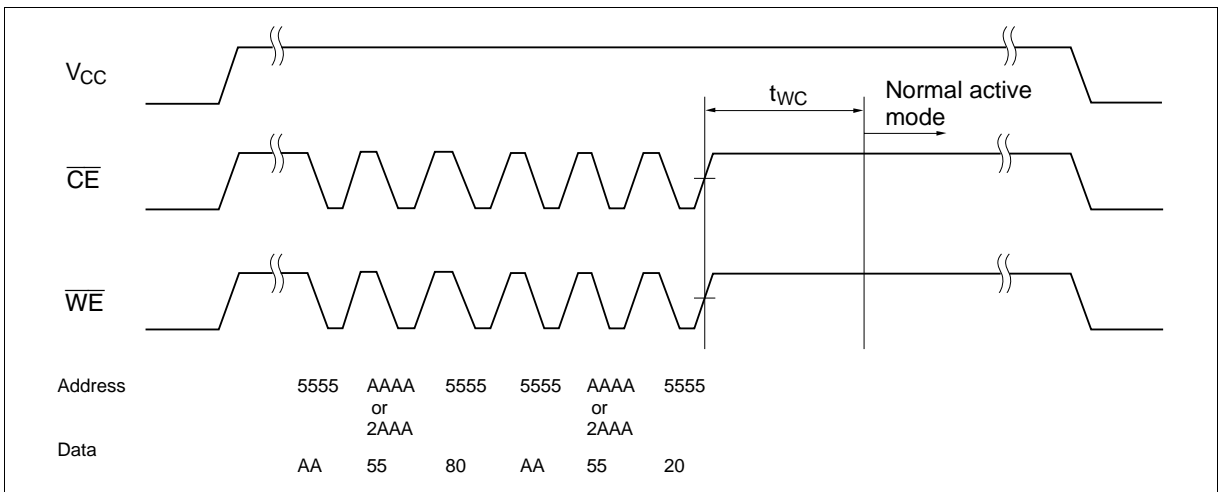 VCC
tWC
Normal active
mode
CE
WE
Address 5555 AAAA 5555 5555 AAAA 5555
or or
2AAA 2AAA
Data
AA 55 80 AA 55 20